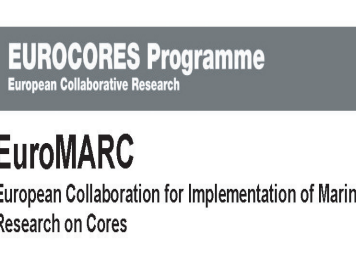 EUROCORES Programme
European Collaborative Research
EuroMARC
European Collaboration for Implementation of Marin
Research on Cores